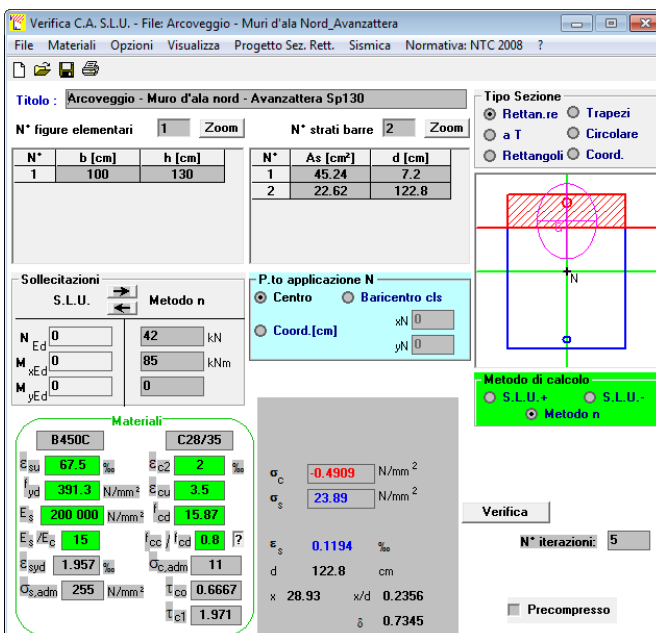 Verifica C.A. S.L.U. - File: Arcoveggio - Muri d'ala Nord_Avanzattera
File Materiali Opzioni Visualizza Progetto Sez. Rett. Sismica Normativa: NTC 2008 ?
Titolo : Arcoveggio - Muro d'ala nord - Avanzattera Sp130
N° figure elementari 1 Zoom N° strati barre 2 Zoom
N° b [cm] h [cm]
1 100 130
N° As [cm²] d [cm]
1 45.24 7.2
2 22.62 122.8
Tipo Sezione
Rettan.re Trapezi
a T Circolare
Rettangoli Coord.
G
N
Sollecitazioni
S.L.U. Metodo n
N Ed 0 42 kN
M xEd 0 85 kNm
M yEd 0 0
P.to applicazione N
Centro Baricentro cls
Coord.[cm] xN 0
yN 0
Metodo di calcolo
S.L.U.+ S.L.U.-
Metodo n
Materiali
B450C C28/35
εsu 67.5 ‰ εc2 2 ‰
fyd 391.3 N/mm² εcu 3.5
Es 200 000 N/mm² fcd 15.87
Es/Ec 15 fcc / fcd 0.8 ?
εsyd 1.957 ‰ σc,adm 11
σs,adm 255 N/mm² τco 0.6667
τc1 1.971
σc -0.4909 N/mm²
σs 23.89 N/mm²
εs 0.1194 ‰
d 122.8 cm
x 28.93 x/d 0.2356
δ 0.7345
Verifica
N° iterazioni: 5
Precompresso